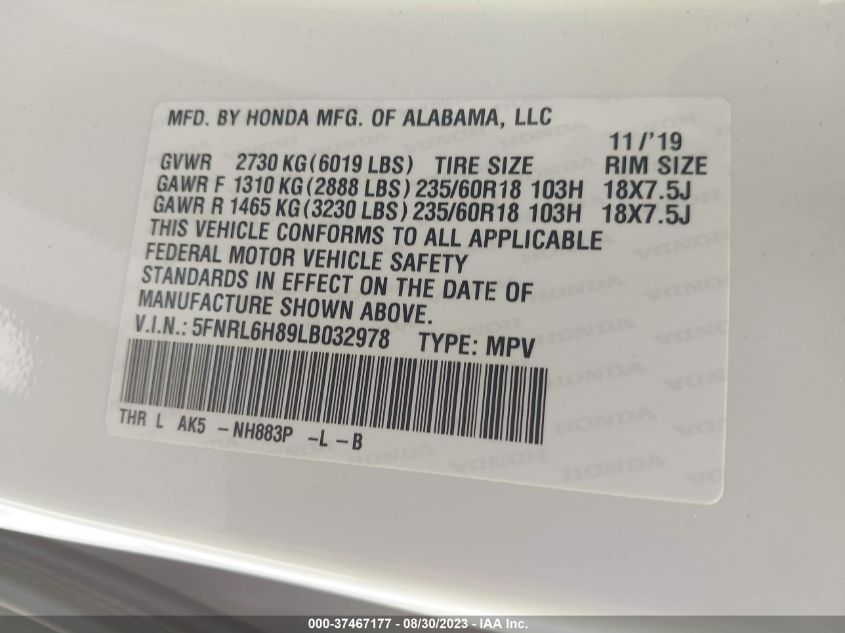 MFD. BY HONDA MFG. OF ALABAMA, LLC
11/'19
GVWR 2730 KG(6019 LBS) TIRE SIZE RIM SIZE
GAWR F 1310 KG(2888 LBS) 235/60R18 103H 18X7.5J
GAWR R 1465 KG(3230 LBS) 235/60R18 103H 18X7.5J
THIS VEHICLE CONFORMS TO ALL APPLICABLE
FEDERAL MOTOR VEHICLE SAFETY
STANDARDS IN EFFECT ON THE DATE OF
MANUFACTURE SHOWN ABOVE.
V.I.N.: 5FNRL6H89LB032978 TYPE: MPV
THR L AK5 -NH883P -L-B
HONDA HONDA HONDA
000-37467177 - 08/30/2023 - IAA Inc.